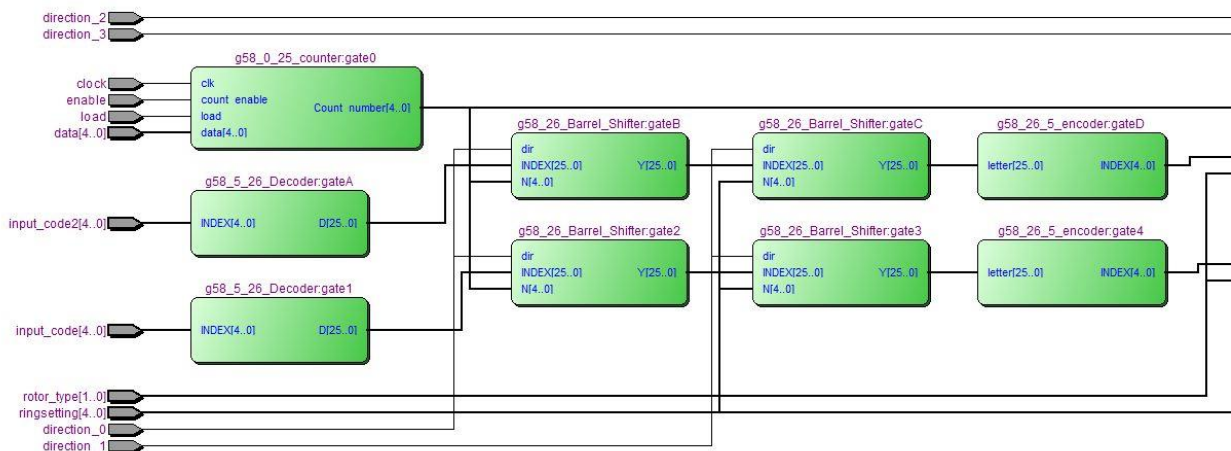 direction_2
direction_3
g58_0_25_counter:gate0
clock
enable
load
data[4..0]
clk
count enable
load
data[4..0]
Count number[4..0]
g58_26_Barrel_Shifter:gateB
dir
INDEX[25..0]
N[4..0]
Y[25..0]
g58_26_Barrel_Shifter:gateC
dir
INDEX[25..0]
N[4..0]
Y[25..0]
g58_26_5_encoder:gateD
letter[25..0]
INDEX[4..0]
g58_5_26_Decoder:gateA
input_code2[4..0]
INDEX[4..0]
D[25..0]
g58_26_Barrel_Shifter:gate2
dir
INDEX[25..0]
N[4..0]
Y[25..0]
g58_26_Barrel_Shifter:gate3
dir
INDEX[25..0]
N[4..0]
Y[25..0]
g58_26_5_encoder:gate4
letter[25..0]
INDEX[4..0]
g58_5_26_Decoder:gate1
input_code[4..0]
INDEX[4..0]
D[25..0]
rotor_type[1..0]
ringsetting[4..0]
direction_0
direction_1